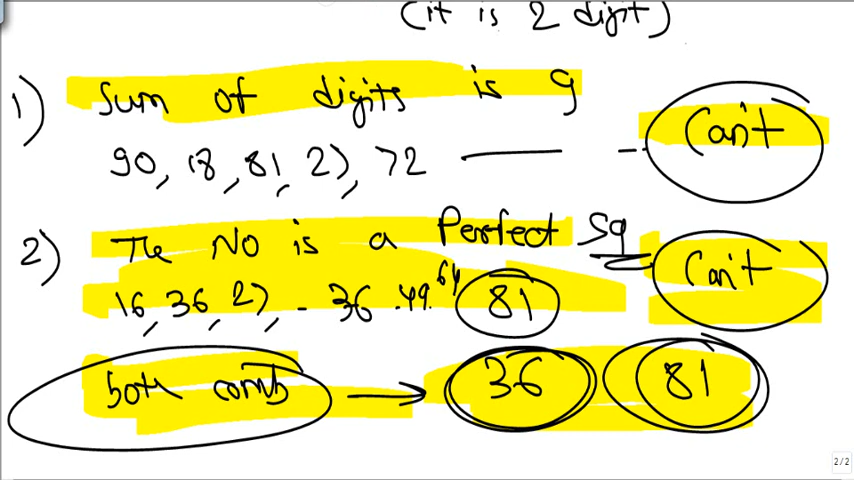 (it is 2 digit)
1) Sum of digits is 9
90, 18, 81, 27, 72 —— - Can't
2) The No is a Perfect Sq
16, 36, 27, - 36 .49. 64 81 Can't
both comb → 36 81
2/2